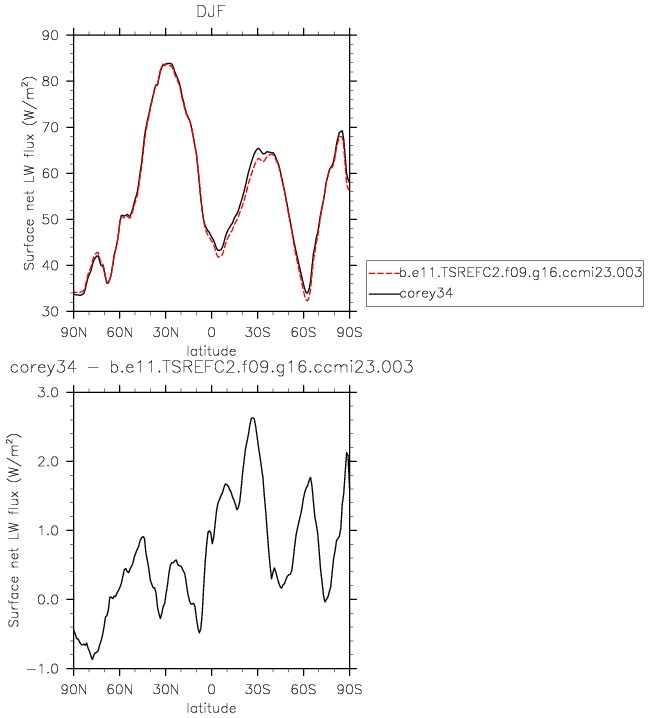 DJF
90
80
70
60
50
40
30
Surface net LW flux (W/m²)
90N 60N 30N 0 30S 60S 90S
latitude
b.e11.TSREFC2.f09.g16.ccmi23.003
corey34
corey34 − b.e11.TSREFC2.f09.g16.ccmi23.003
3.0
2.0
1.0
0.0
−1.0
Surface net LW flux (W/m²)
90N 60N 30N 0 30S 60S 90S
latitude